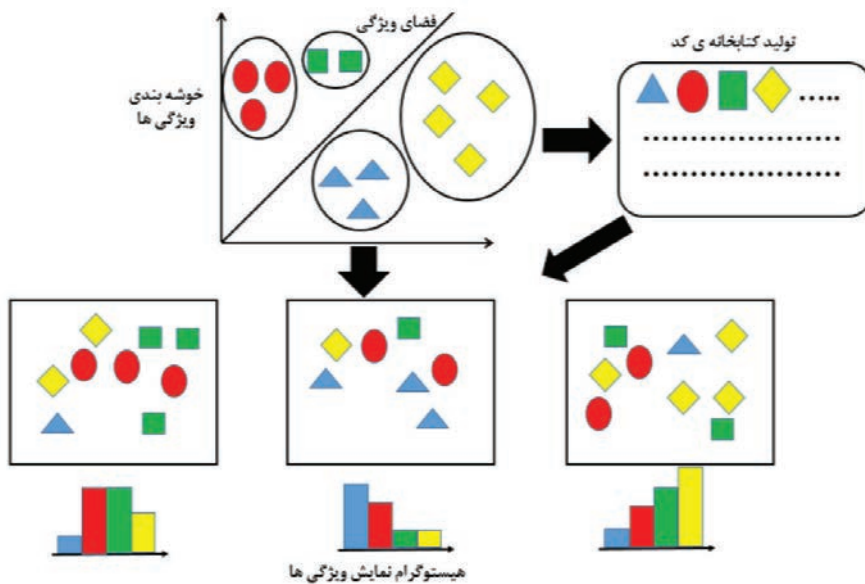 فضای ویژگی
خوشه بندی
ویژگی ها
تولید کتابخانه ی کد
هیستوگرام نمایش ویژگی ها